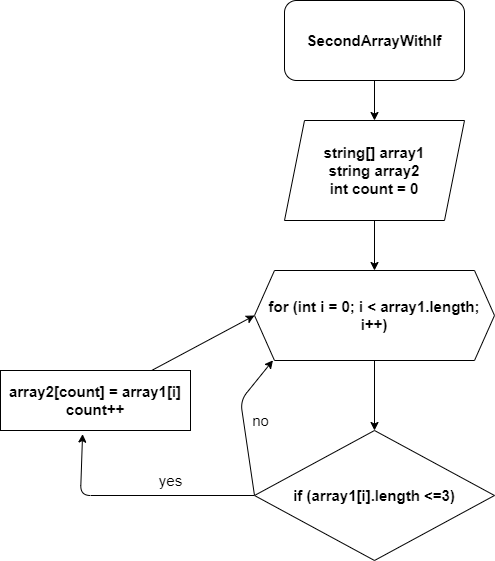 SecondArrayWithIf
string[] array1
string array2
int count = 0
for (int i = 0; i < array1.length;
i++)
array2[count] = array1[i]
count++
no
yes
if (array1[i].length <=3)